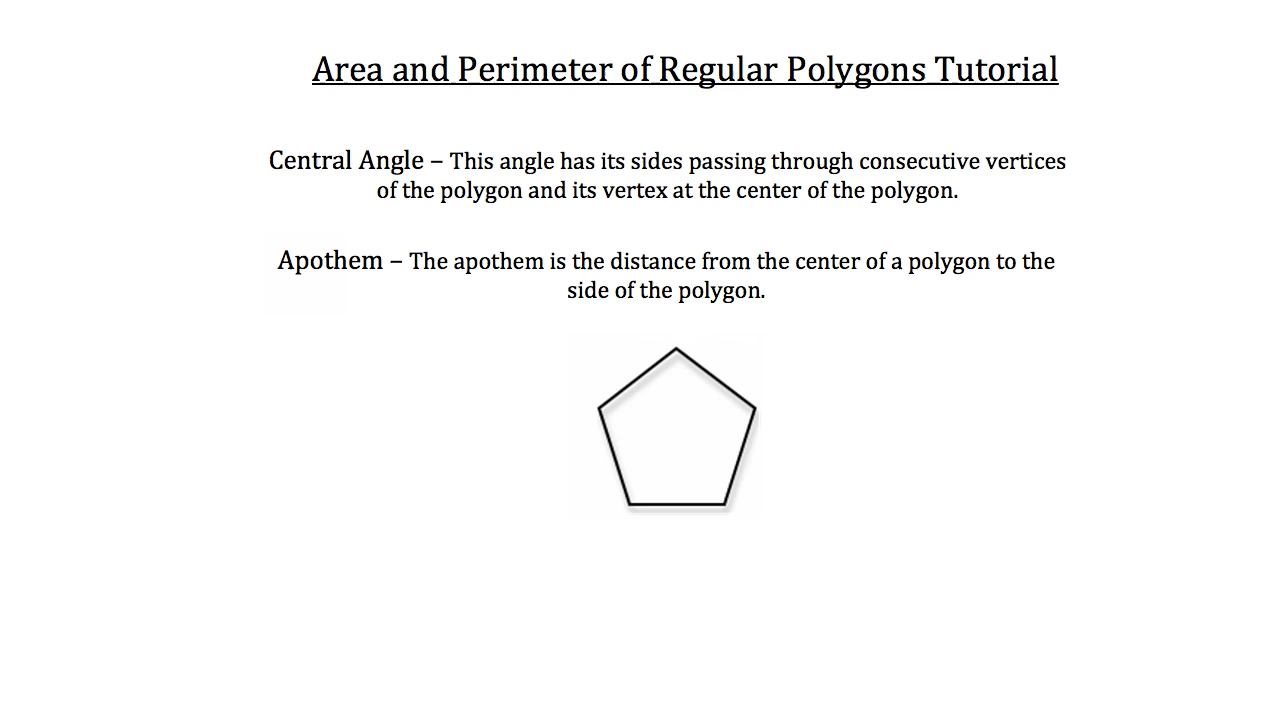 Area and Perimeter of Regular Polygons Tutorial
Central Angle – This angle has its sides passing through consecutive vertices
of the polygon and its vertex at the center of the polygon.
Apothem – The apothem is the distance from the center of a polygon to the
side of the polygon.